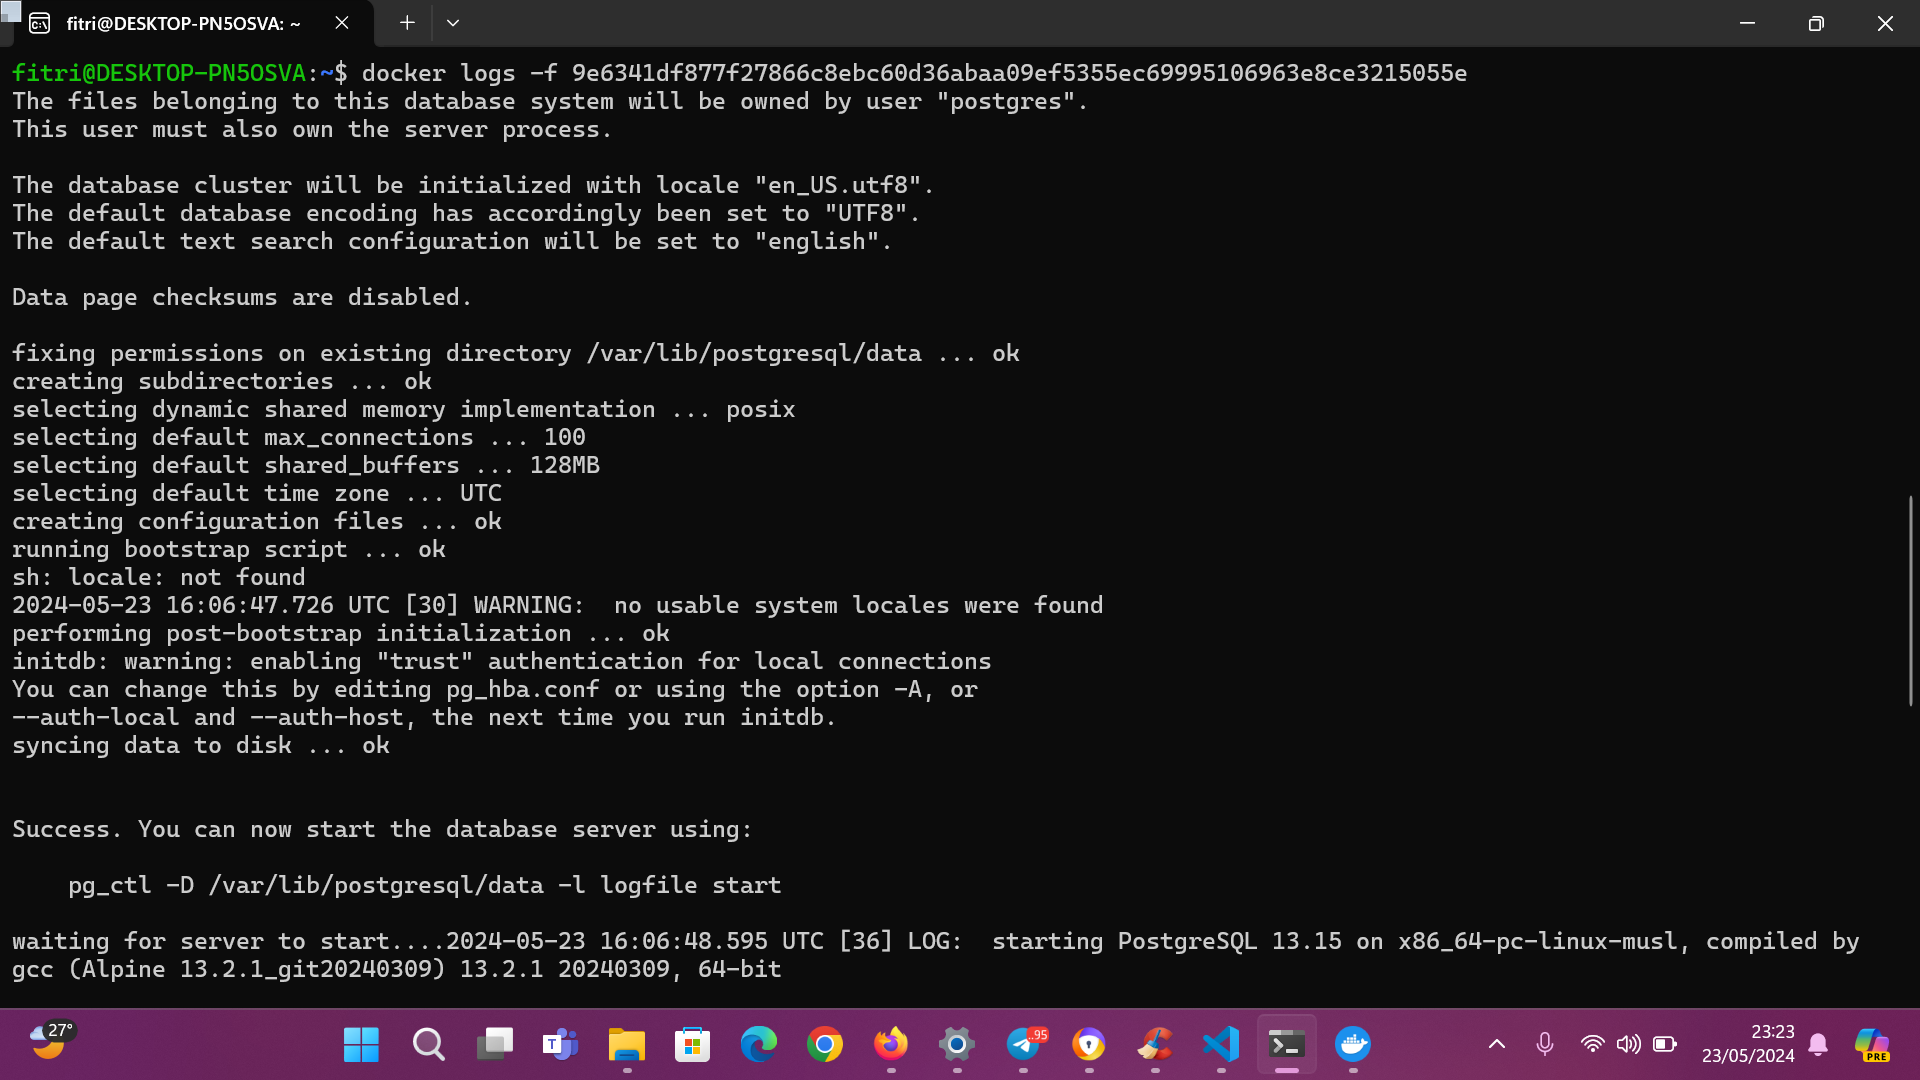 fitri@DESKTOP-PN5OSVA: ~
fitri@DESKTOP-PN5OSVA:~$ docker logs -f 9e6341df877f27866c8ebc60d36abaa09ef5355ec69995106963e8ce3215055e
The files belonging to this database system will be owned by user "postgres".
This user must also own the server process.
The database cluster will be initialized with locale "en_US.utf8".
The default database encoding has accordingly been set to "UTF8".
The default text search configuration will be set to "english".
Data page checksums are disabled.
fixing permissions on existing directory /var/lib/postgresql/data ... ok
creating subdirectories ... ok
selecting dynamic shared memory implementation ... posix
selecting default max_connections ... 100
selecting default shared_buffers ... 128MB
selecting default time zone ... UTC
creating configuration files ... ok
running bootstrap script ... ok
sh: locale: not found
2024-05-23 16:06:47.726 UTC [30] WARNING:  no usable system locales were found
performing post-bootstrap initialization ... ok
initdb: warning: enabling "trust" authentication for local connections
You can change this by editing pg_hba.conf or using the option -A, or
--auth-local and --auth-host, the next time you run initdb.
syncing data to disk ... ok
Success. You can now start the database server using:
pg_ctl -D /var/lib/postgresql/data -l logfile start
waiting for server to start....2024-05-23 16:06:48.595 UTC [36] LOG:  starting PostgreSQL 13.15 on x86_64-pc-linux-musl, compiled by
gcc (Alpine 13.2.1_git20240309) 13.2.1 20240309, 64-bit
27°
..95
23:23
23/05/2024
PRE